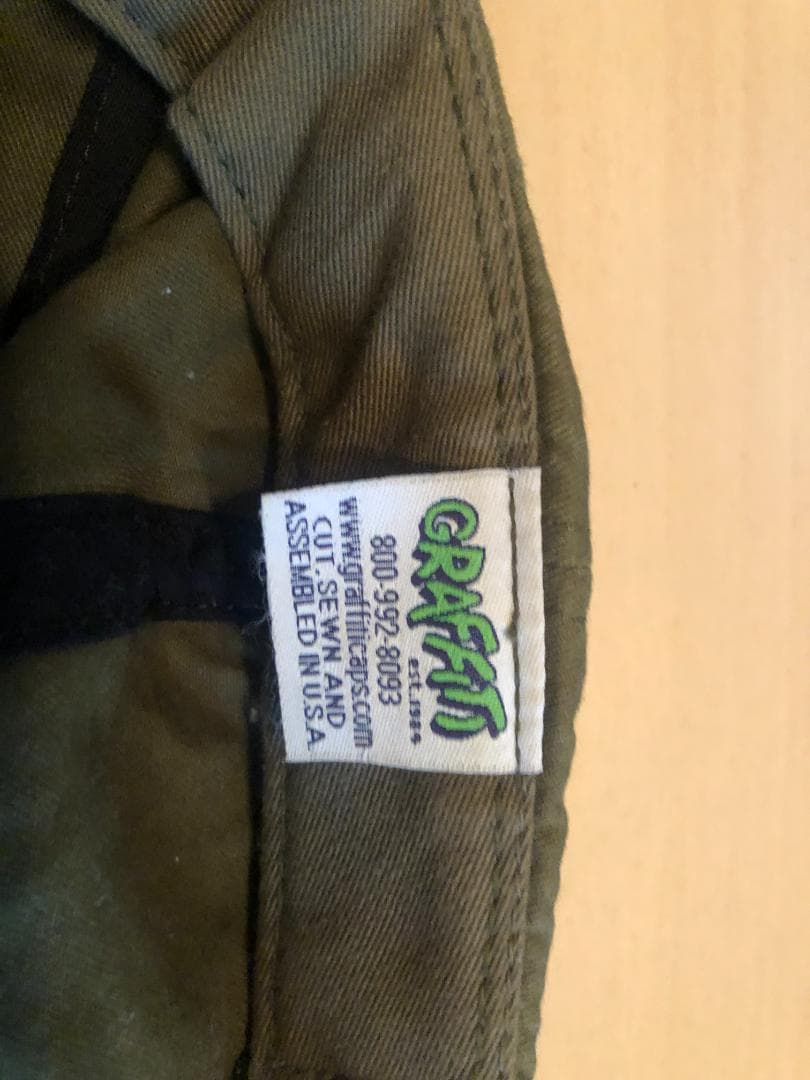 GRAFFITI
est.1984
800-992-8093
www.graffiticaps.com
CUT, SEWN AND
ASSEMBLED IN U.S.A.